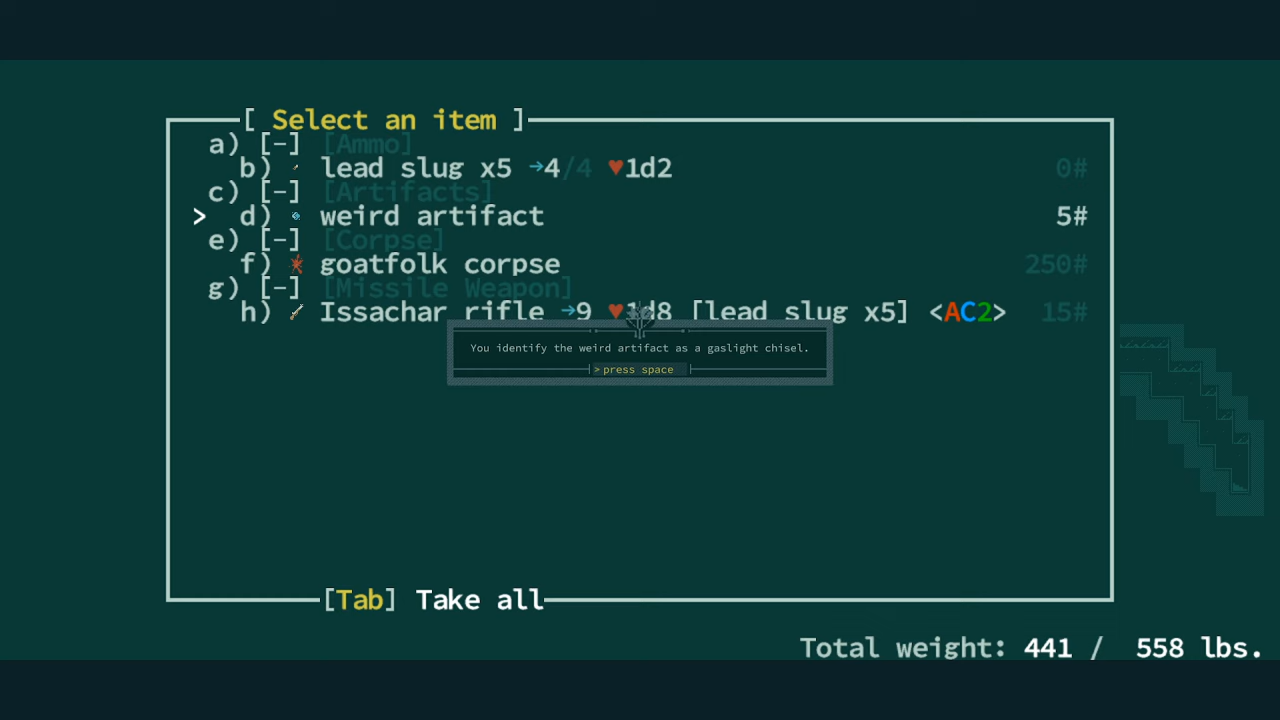 [ Select an item ]
a) [-] [Ammo]
b) lead slug x5 →4/4 ♥1d2 0#
c) [-] [Artifacts]
> d) weird artifact 5#
e) [-] [Corpse]
f) goatfolk corpse 250#
g) [-] [Missile Weapon]
h) Issachar rifle →9 ♥1d8 [lead slug x5] <AC2> 15#
You identify the weird artifact as a gaslight chisel.
>press space
[Tab] Take all
Total weight: 441 / 558 lbs.